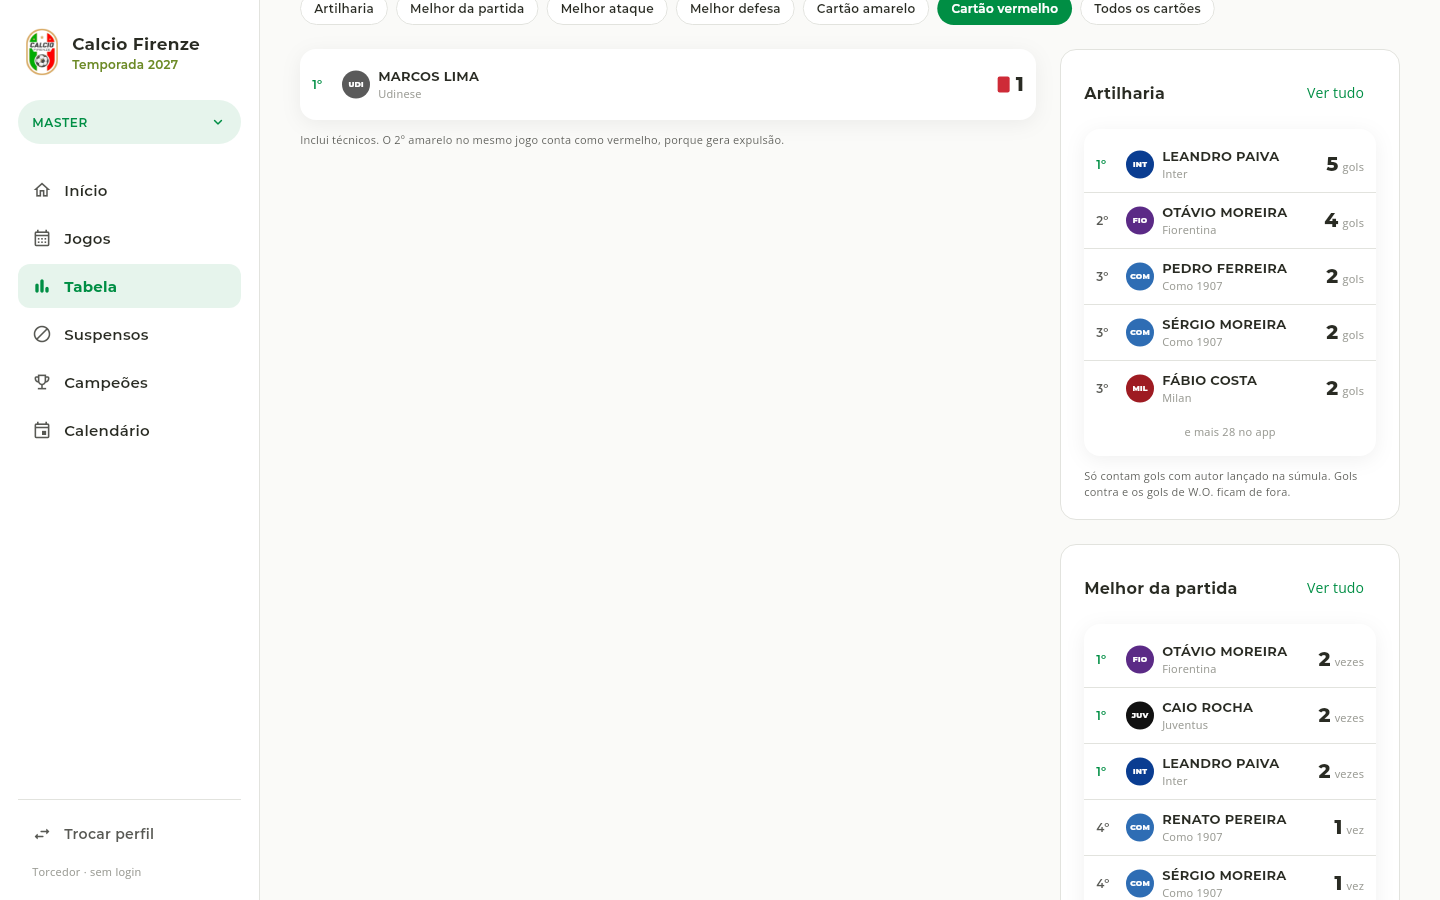 CALCIO
Calcio Firenze
Temporada 2027
MASTER
Início
Jogos
Tabela
Suspensos
Campeões
Calendário
Trocar perfil
Torcedor · sem login
Artilharia
Melhor da partida
Melhor ataque
Melhor defesa
Cartão amarelo
Cartão vermelho
Todos os cartões
1º
UDI
MARCOS LIMA
Udinese
1
Inclui técnicos. O 2º amarelo no mesmo jogo conta como vermelho, porque gera expulsão.
Artilharia
Ver tudo
1º
INT
LEANDRO PAIVA
Inter
5 gols
2º
FIO
OTÁVIO MOREIRA
Fiorentina
4 gols
3º
COM
PEDRO FERREIRA
Como 1907
2 gols
3º
COM
SÉRGIO MOREIRA
Como 1907
2 gols
3º
MIL
FÁBIO COSTA
Milan
2 gols
e mais 28 no app
Só contam gols com autor lançado na súmula. Gols
contra e os gols de W.O. ficam de fora.
Melhor da partida
Ver tudo
1º
FIO
OTÁVIO MOREIRA
Fiorentina
2 vezes
1º
JUV
CAIO ROCHA
Juventus
2 vezes
1º
INT
LEANDRO PAIVA
Inter
2 vezes
4º
COM
RENATO PEREIRA
Como 1907
1 vez
4º
COM
SÉRGIO MOREIRA
Como 1907
1 vez